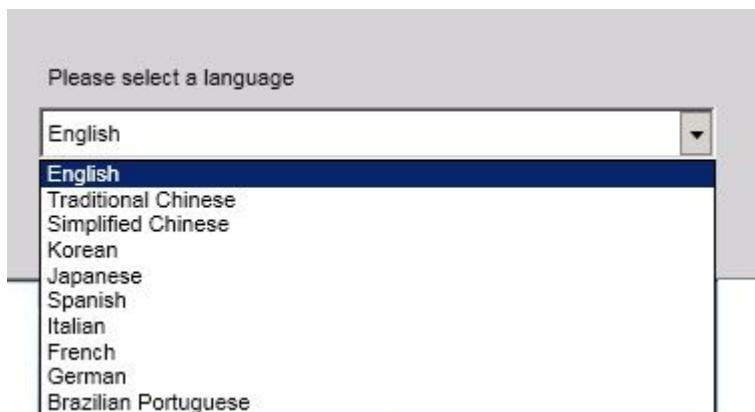 Please select a language
English
English
Traditional Chinese
Simplified Chinese
Korean
Japanese
Spanish
Italian
French
German
Brazilian Portuguese